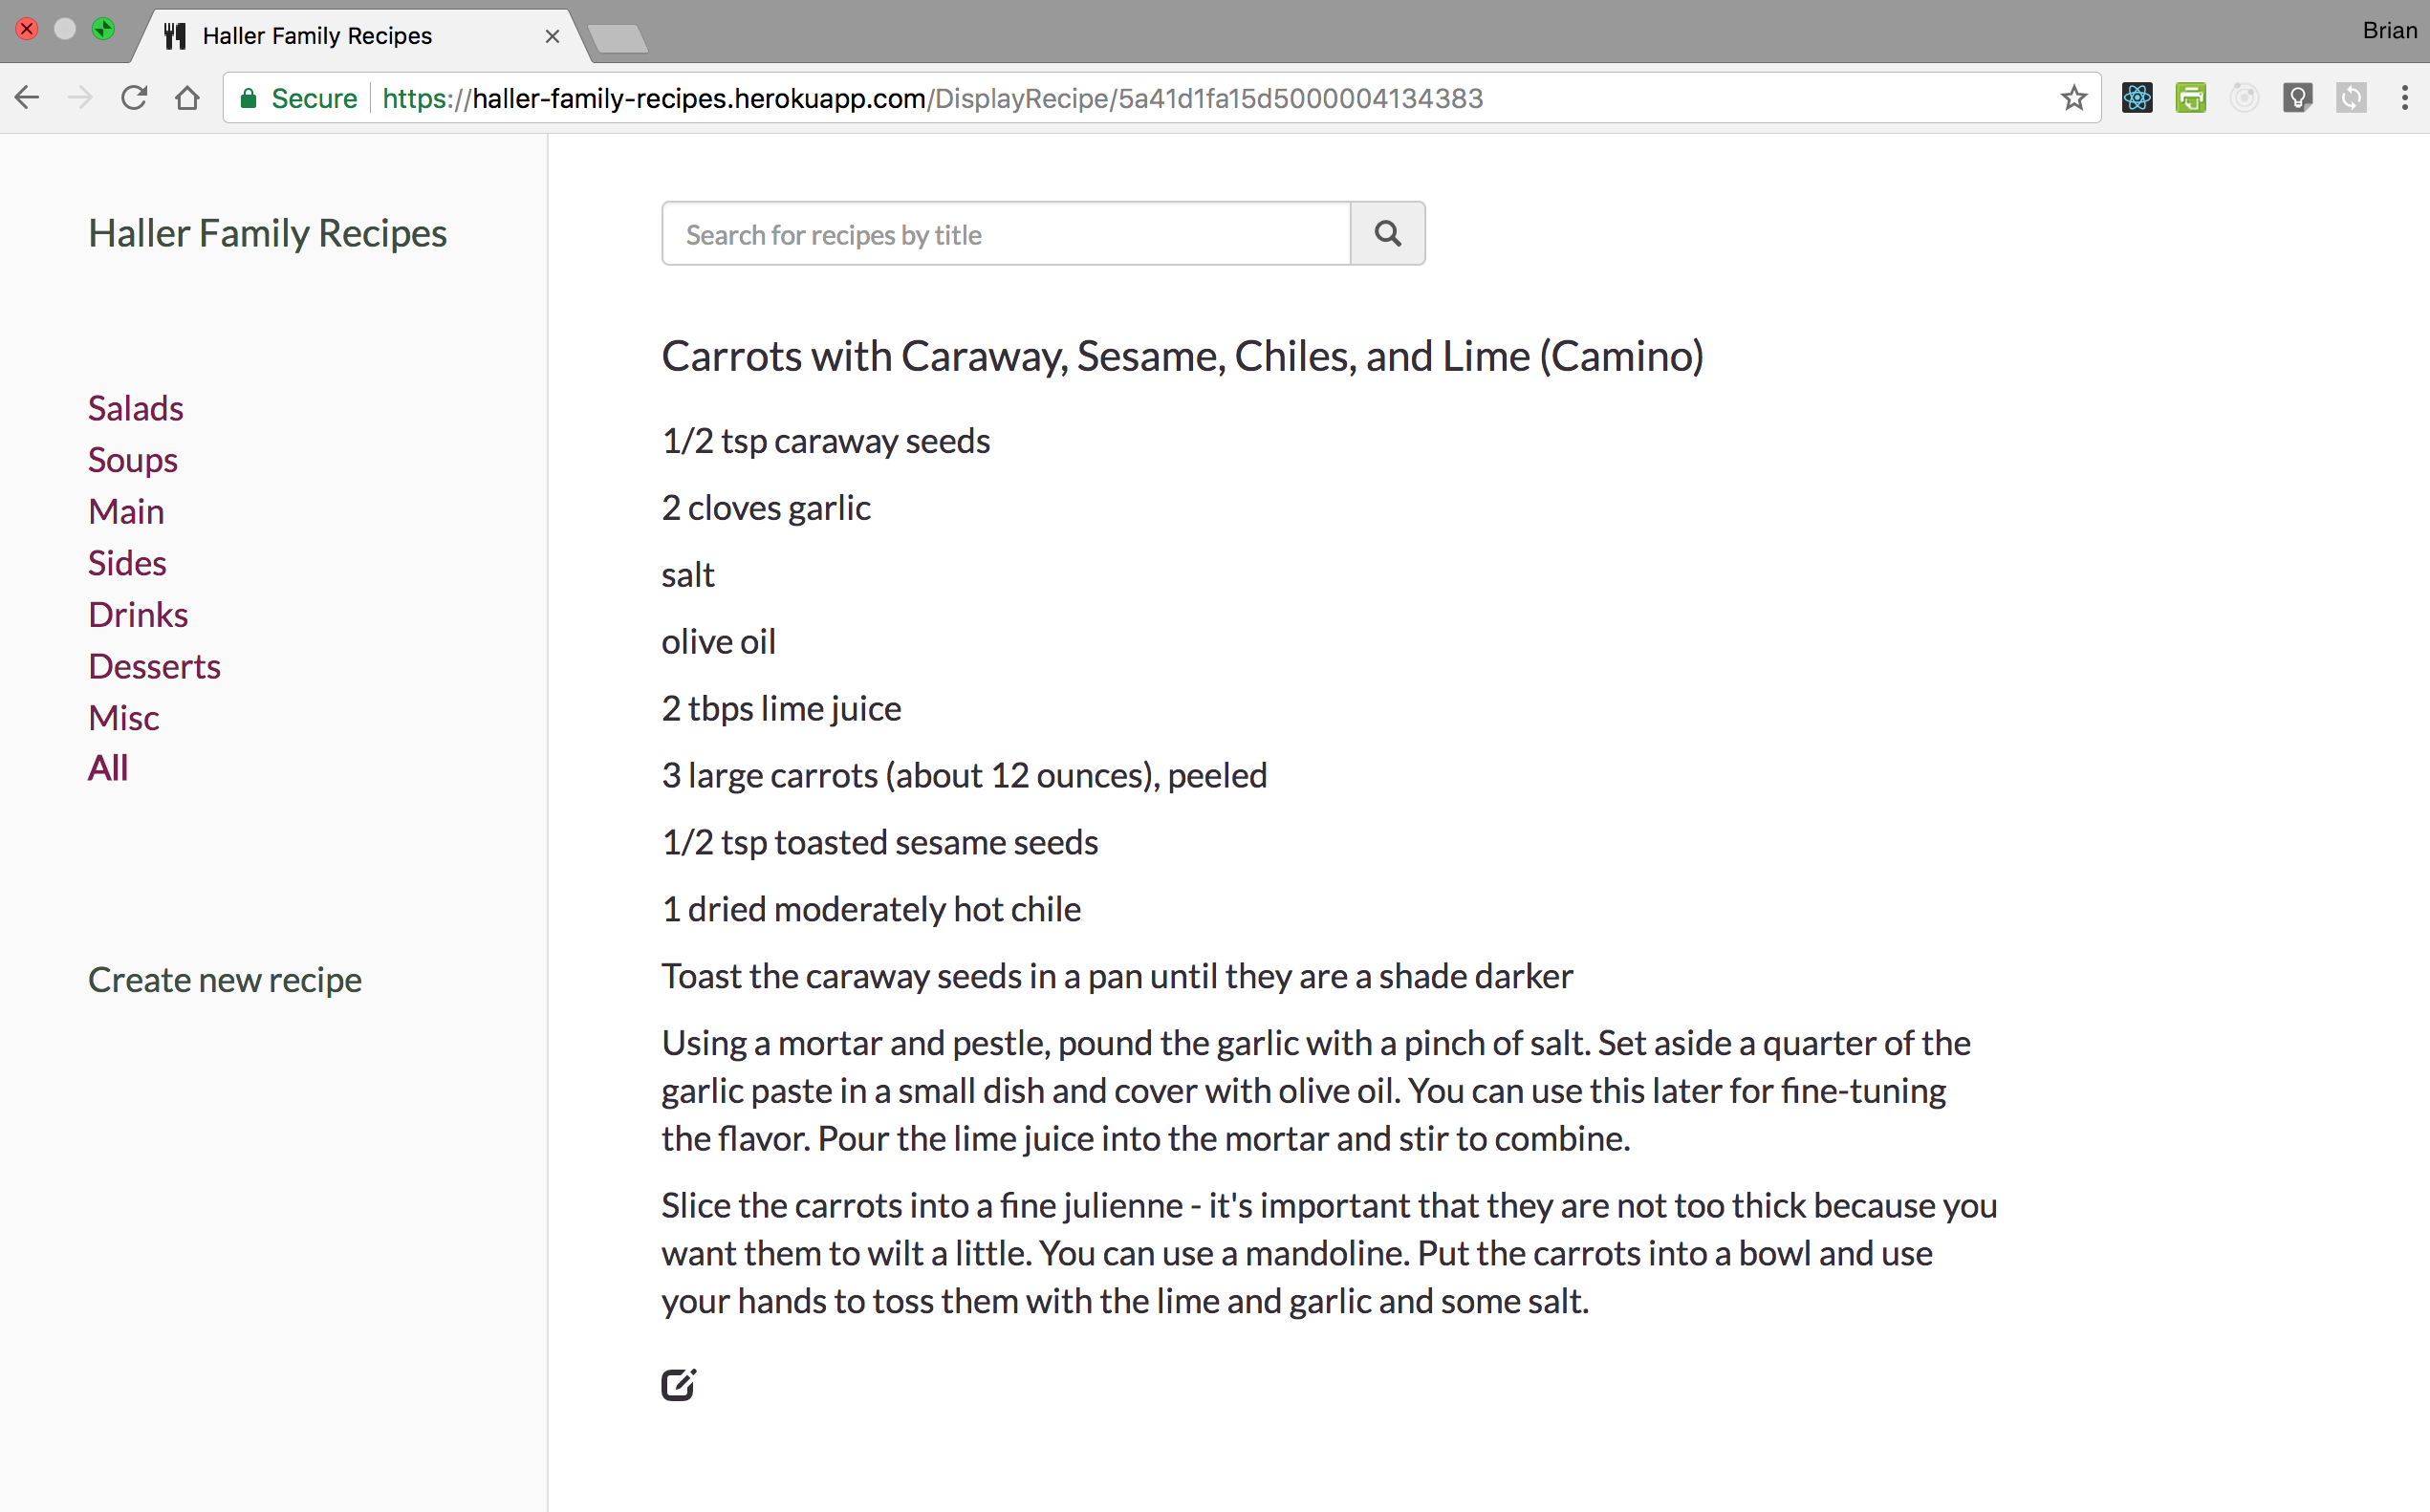 Haller Family Recipes
Brian
Secure
https://haller-family-recipes.herokuapp.com/DisplayRecipe/5a41d1fa15d5000004134383
Haller Family Recipes
Salads
Soups
Main
Sides
Drinks
Desserts
Misc
All
Create new recipe
Search for recipes by title
Carrots with Caraway, Sesame, Chiles, and Lime (Camino)
1/2 tsp caraway seeds
2 cloves garlic
salt
olive oil
2 tbps lime juice
3 large carrots (about 12 ounces), peeled
1/2 tsp toasted sesame seeds
1 dried moderately hot chile
Toast the caraway seeds in a pan until they are a shade darker
Using a mortar and pestle, pound the garlic with a pinch of salt. Set aside a quarter of the
garlic paste in a small dish and cover with olive oil. You can use this later for fine-tuning
the flavor. Pour the lime juice into the mortar and stir to combine.
Slice the carrots into a fine julienne - it's important that they are not too thick because you
want them to wilt a little. You can use a mandoline. Put the carrots into a bowl and use
your hands to toss them with the lime and garlic and some salt.